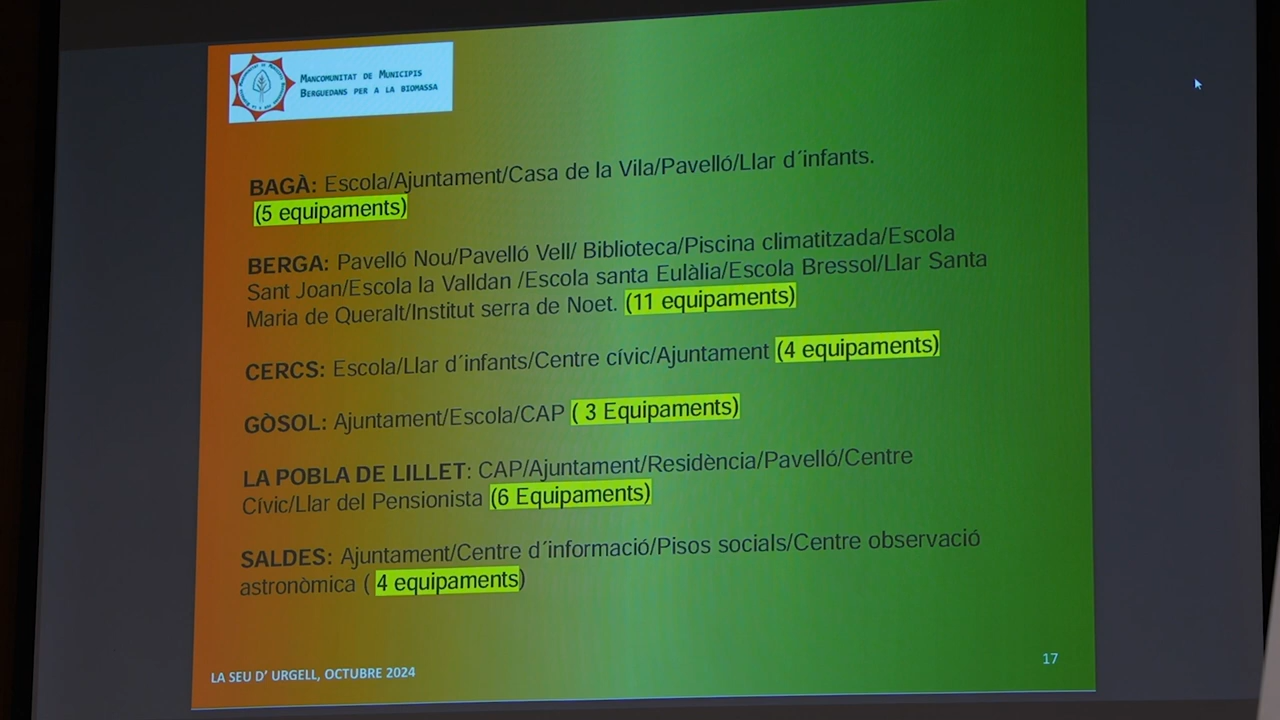 MANCOMUNITAT DE MUNICIPIS
BERGUEDANS PER A LA BIOMASSA
BAGÀ: Escola/Ajuntament/Casa de la Vila/Pavelló/Llar d´infants.
(5 equipaments)
BERGA: Pavelló Nou/Pavelló Vell/ Biblioteca/Piscina climatitzada/Escola
Sant Joan/Escola la Valldan /Escola santa Eulàlia/Escola Bressol/Llar Santa
Maria de Queralt/Institut serra de Noet. (11 equipaments)
CERCS: Escola/Llar d´infants/Centre cívic/Ajuntament (4 equipaments)
GÒSOL: Ajuntament/Escola/CAP ( 3 Equipaments)
LA POBLA DE LILLET: CAP/Ajuntament/Residència/Pavelló/Centre
Cívic/Llar del Pensionista (6 Equipaments)
SALDES: Ajuntament/Centre d´informació/Pisos socials/Centre observació
astronòmica ( 4 equipaments)
LA SEU D’ URGELL, OCTUBRE 2024
17